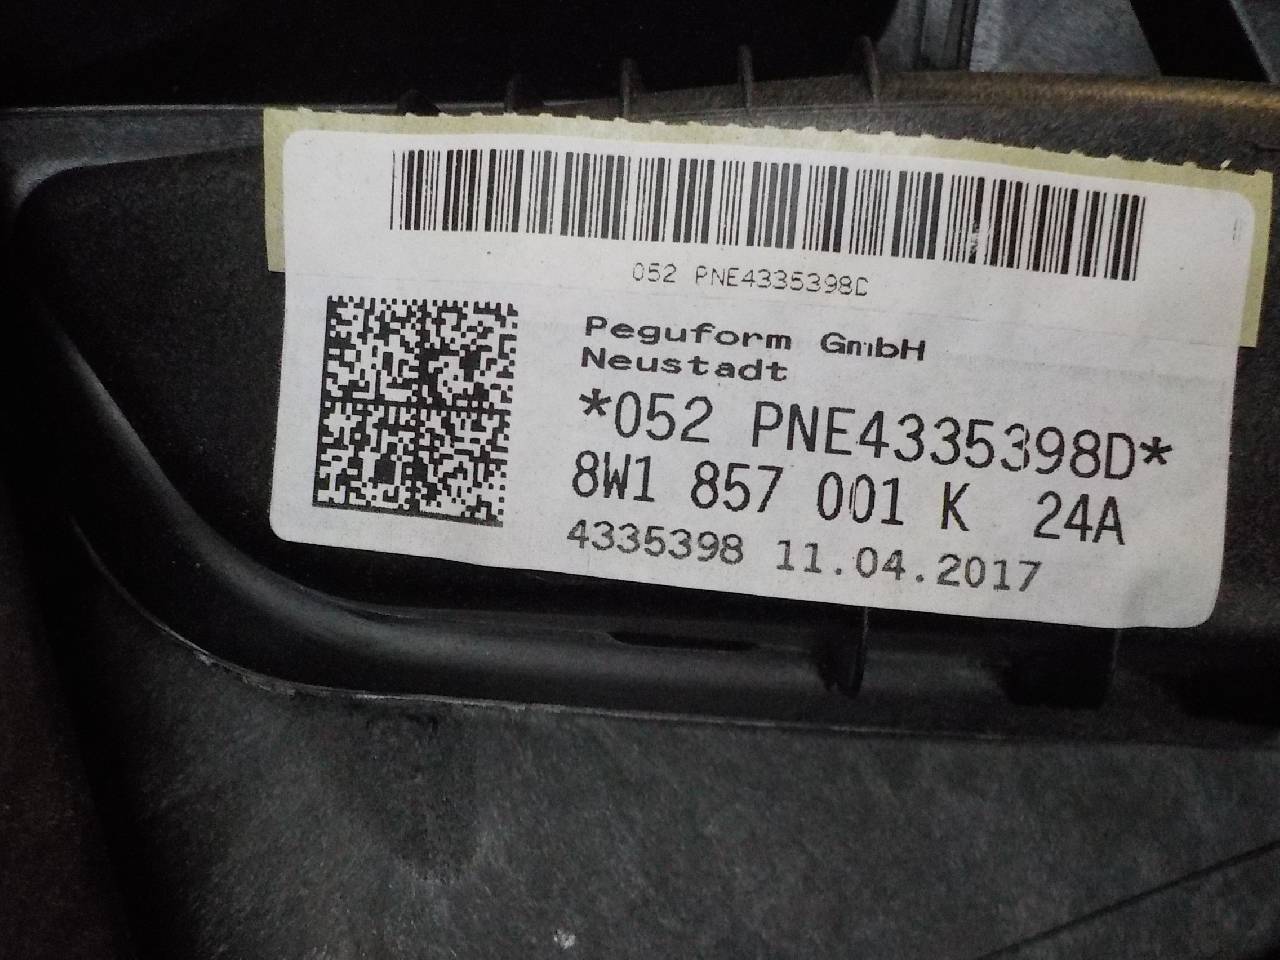 052 PNE4335398D
Peguform GmbH
Neustadt
*052 PNE4335398D*
8W1 857 001 K 24A
4335398 11.04.2017